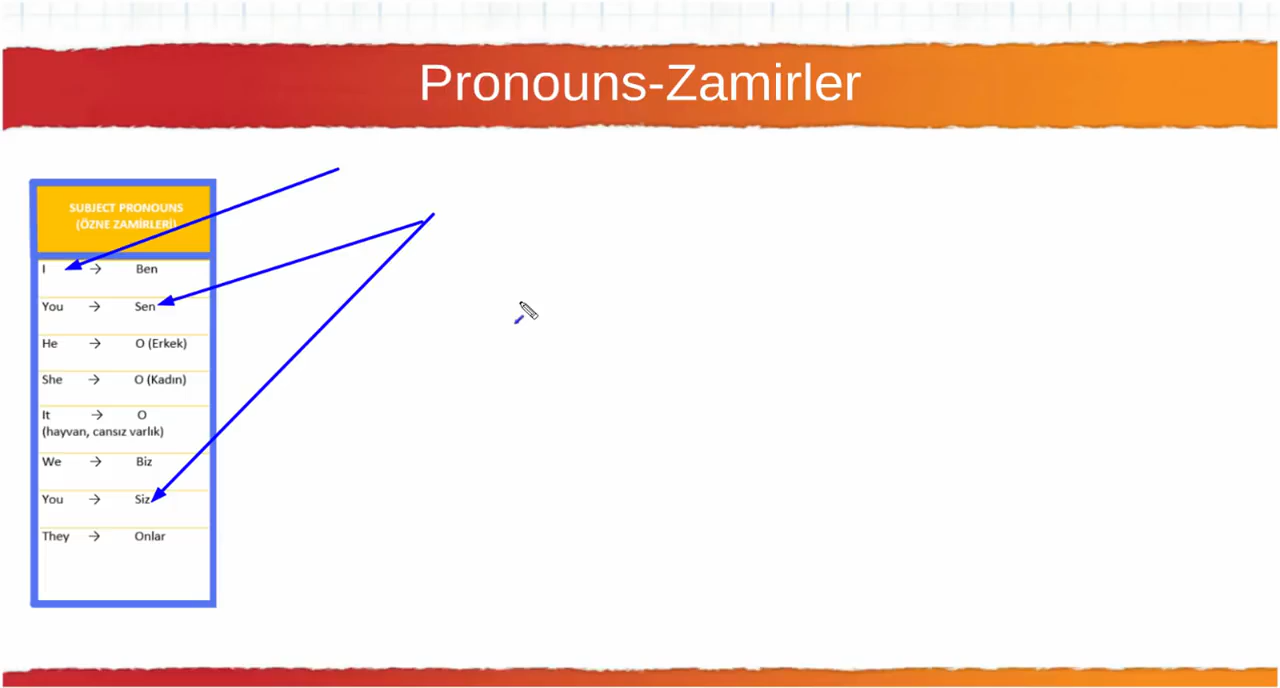 Pronouns-Zamirler
SUBJECT PRONOUNS
(ÖZNE ZAMİRLERİ)
I → Ben
You → Sen
He → O (Erkek)
She → O (Kadın)
It → O
(hayvan, cansız varlık)
We → Biz
You → Siz
They → Onlar